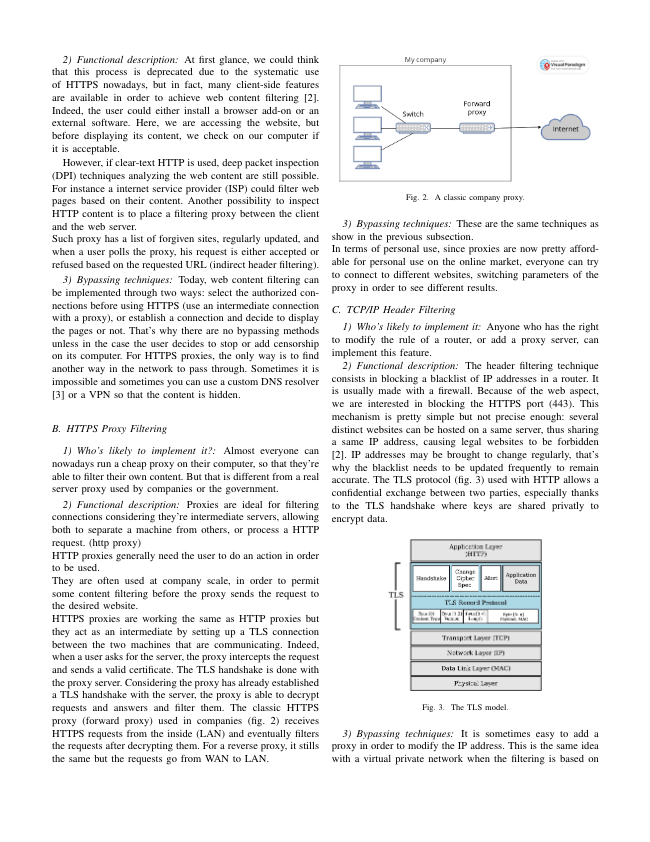 2) Functional description: At first glance, we could think
that this process is deprecated due to the systematic use
of HTTPS nowadays, but in fact, many client-side features
are available in order to achieve web content filtering [2].
Indeed, the user could either install a browser add-on or an
external software. Here, we are accessing the website, but
before displaying its content, we check on our computer if
it is acceptable.
However, if clear-text HTTP is used, deep packet inspection
(DPI) techniques analyzing the web content are still possible.
For instance a internet service provider (ISP) could filter web
pages based on their content. Another possibility to inspect
HTTP content is to place a filtering proxy between the client
and the web server.
Such proxy has a list of forgiven sites, regularly updated, and
when a user polls the proxy, his request is either accepted or
refused based on the requested URL (indirect header filtering).
3) Bypassing techniques: Today, web content filtering can
be implemented through two ways: select the authorized con-
nections before using HTTPS (use an intermediate connection
with a proxy), or establish a connection and decide to display
the pages or not. That's why there are no bypassing methods
unless in the case the user decides to stop or add censorship
on its computer. For HTTPS proxies, the only way is to find
another way in the network to pass through. Sometimes it is
impossible and sometimes you can use a custom DNS resolver
[3] or a VPN so that the content is hidden.
B. HTTPS Proxy Filtering
1) Who's likely to implement it?: Almost everyone can
nowadays run a cheap proxy on their computer, so that they're
able to filter their own content. But that is different from a real
server proxy used by companies or the government.
2) Functional description: Proxies are ideal for filtering
connections considering they're intermediate servers, allowing
both to separate a machine from others, or process a HTTP
request. (http proxy)
HTTP proxies generally need the user to do an action in order
to be used.
They are often used at company scale, in order to permit
some content filtering before the proxy sends the request to
the desired website.
HTTPS proxies are working the same as HTTP proxies but
they act as an intermediate by setting up a TLS connection
between the two machines that are communicating. Indeed,
when a user asks for the server, the proxy intercepts the request
and sends a valid certificate. The TLS handshake is done with
the proxy server. Considering the proxy has already established
a TLS handshake with the server, the proxy is able to decrypt
requests and answers and filter them. The classic HTTPS
proxy (forward proxy) used in companies (fig. 2) receives
HTTPS requests from the inside (LAN) and eventually filters
the requests after decrypting them. For a reverse proxy, it stills
the same but the requests go from WAN to LAN.
My company
Visual Paradigm
Switch
Forward
proxy
Internet
Fig. 2. A classic company proxy.
3) Bypassing techniques: These are the same techniques as
show in the previous subsection.
In terms of personal use, since proxies are now pretty afford-
able for personal use on the online market, everyone can try
to connect to different websites, switching parameters of the
proxy in order to see different results.
C. TCP/IP Header Filtering
1) Who's likely to implement it: Anyone who has the right
to modify the rule of a router, or add a proxy server, can
implement this feature.
2) Functional description: The header filtering technique
consists in blocking a blacklist of IP addresses in a router. It
is usually made with a firewall. Because of the web aspect,
we are interested in blocking the HTTPS port (443). This
mechanism is pretty simple but not precise enough: several
distinct websites can be hosted on a same server, thus sharing
a same IP address, causing legal websites to be forbidden
[2]. IP addresses may be brought to change regularly, that's
why the blacklist needs to be updated frequently to remain
accurate. The TLS protocol (fig. 3) used with HTTP allows a
confidential exchange between two parties, especially thanks
to the TLS handshake where keys are shared privatly to
encrypt data.
Application Layer
(HTTP)
Handshake
Change
Cipher
Spec
Alert
Application
Data
TLS
TLS Record Protocol
Transport Layer (TCP)
Network Layer (IP)
Data Link Layer (MAC)
Physical Layer
Fig. 3. The TLS model.
3) Bypassing techniques: It is sometimes easy to add a
proxy in order to modify the IP address. This is the same idea
with a virtual private network when the filtering is based on